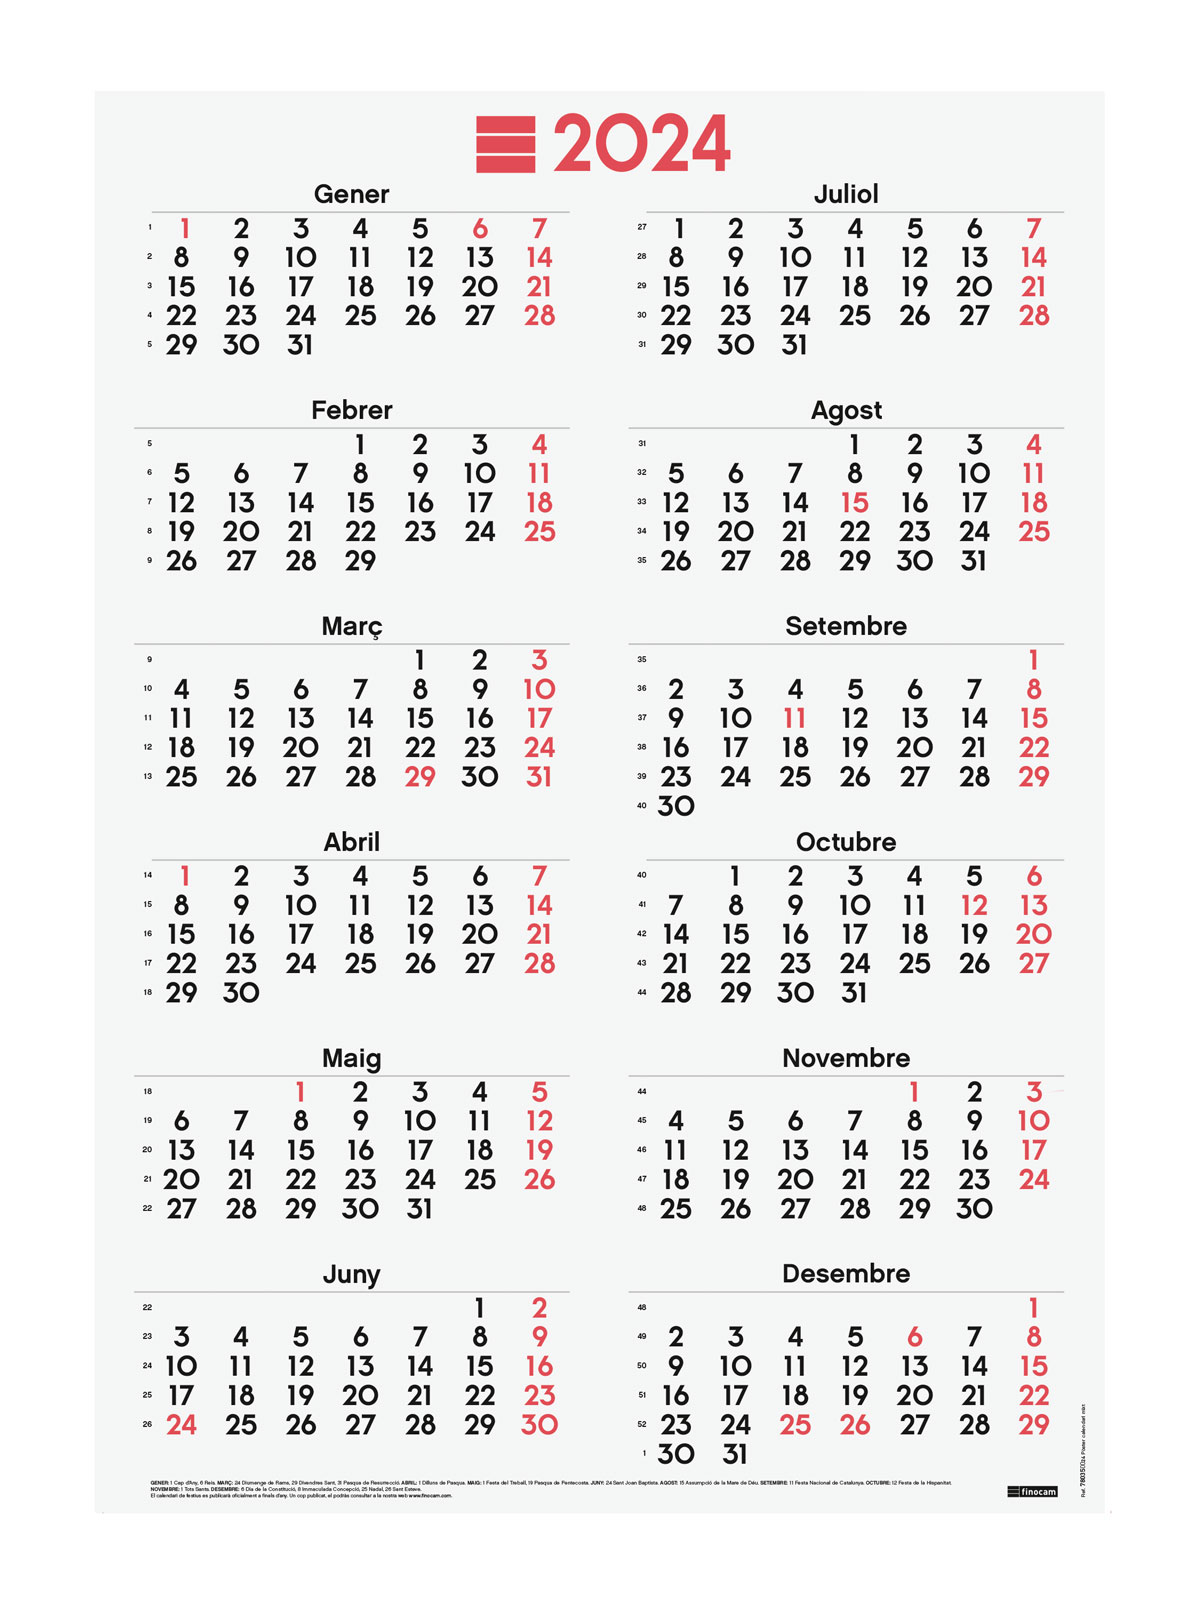 2024
Gener
1 1 2 3 4 5 6 7
2 8 9 10 11 12 13 14
3 15 16 17 18 19 20 21
4 22 23 24 25 26 27 28
5 29 30 31
Febrer
5 1 2 3 4
6 5 6 7 8 9 10 11
7 12 13 14 15 16 17 18
8 19 20 21 22 23 24 25
9 26 27 28 29
Març
9 1 2 3
10 4 5 6 7 8 9 10
11 11 12 13 14 15 16 17
12 18 19 20 21 22 23 24
13 25 26 27 28 29 30 31
Abril
14 1 2 3 4 5 6 7
15 8 9 10 11 12 13 14
16 15 16 17 18 19 20 21
17 22 23 24 25 26 27 28
18 29 30
Maig
18 1 2 3 4 5
19 6 7 8 9 10 11 12
20 13 14 15 16 17 18 19
21 20 21 22 23 24 25 26
22 27 28 29 30 31
Juny
22 1 2
23 3 4 5 6 7 8 9
24 10 11 12 13 14 15 16
25 17 18 19 20 21 22 23
26 24 25 26 27 28 29 30
Juliol
27 1 2 3 4 5 6 7
28 8 9 10 11 12 13 14
29 15 16 17 18 19 20 21
30 22 23 24 25 26 27 28
31 29 30 31
Agost
31 1 2 3 4
32 5 6 7 8 9 10 11
33 12 13 14 15 16 17 18
34 19 20 21 22 23 24 25
35 26 27 28 29 30 31
Setembre
35 1
36 2 3 4 5 6 7 8
37 9 10 11 12 13 14 15
38 16 17 18 19 20 21 22
39 23 24 25 26 27 28 29
40 30
Octubre
40 1 2 3 4 5 6
41 7 8 9 10 11 12 13
42 14 15 16 17 18 19 20
43 21 22 23 24 25 26 27
44 28 29 30 31
Novembre
44 1 2 3
45 4 5 6 7 8 9 10
46 11 12 13 14 15 16 17
47 18 19 20 21 22 23 24
48 25 26 27 28 29 30
Desembre
48 1
49 2 3 4 5 6 7 8
50 9 10 11 12 13 14 15
51 16 17 18 19 20 21 22
52 23 24 25 26 27 28 29
1 30 31
GENER: 1 Cap d'Any, 6 Reis. MARÇ: 24 Diumenge de Rams, 29 Divendres Sant, 31 Pasqua de Resurrecció. ABRIL: 1 Dilluns de Pasqua. MAIG: 1 Festa del Treball, 19 Pasqua de Pentecosta. JUNY: 24 Sant Joan Baptista. AGOST: 15 Assumpció de la Mare de Déu. SETEMBRE: 11 Festa Nacional de Catalunya. OCTUBRE: 12 Festa de la Hispanitat.
NOVEMBRE: 1 Tots Sants. DESEMBRE: 6 Dia de la Constitució, 8 Immaculada Concepció, 25 Nadal, 26 Sant Esteve.
El calendari de festius es publicarà oficialment a finals d'any. Un cop publicat, el podràs consultar a la nostra web www.finocam.com.
finocam